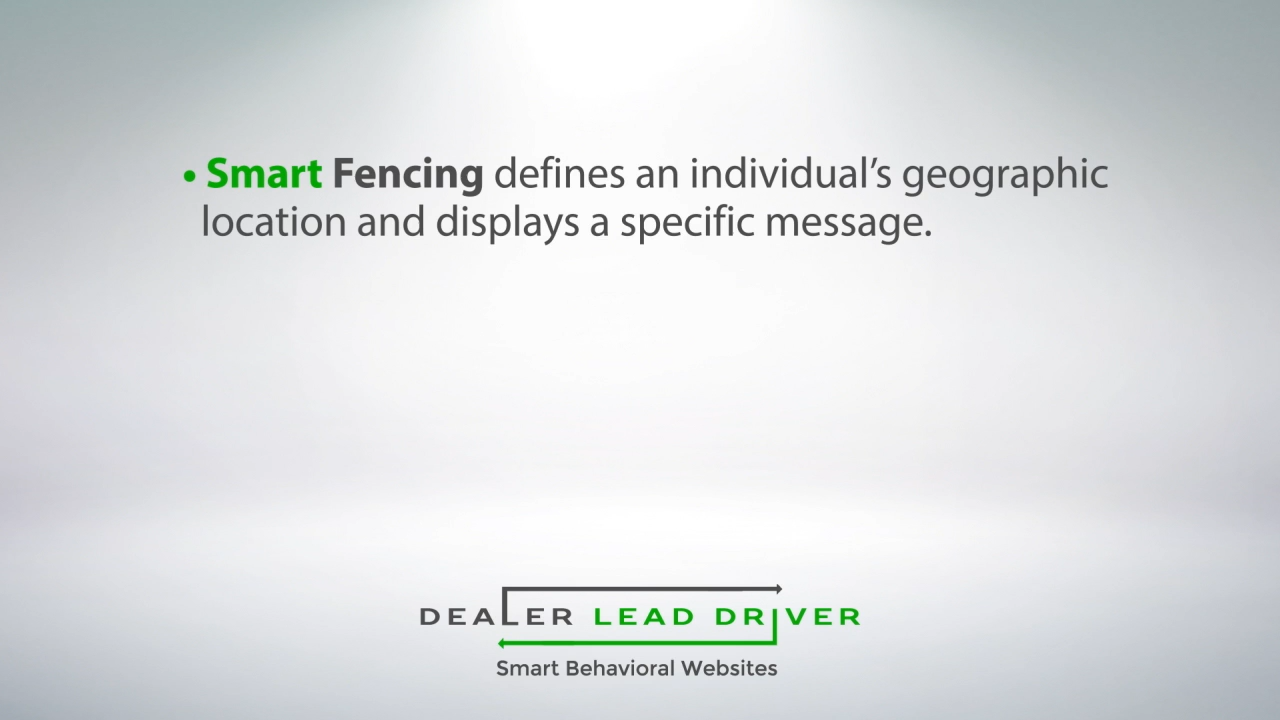 • Smart Fencing defines an individual’s geographic
location and displays a specific message.
DEALER LEAD DRIVER
Smart Behavioral Websites